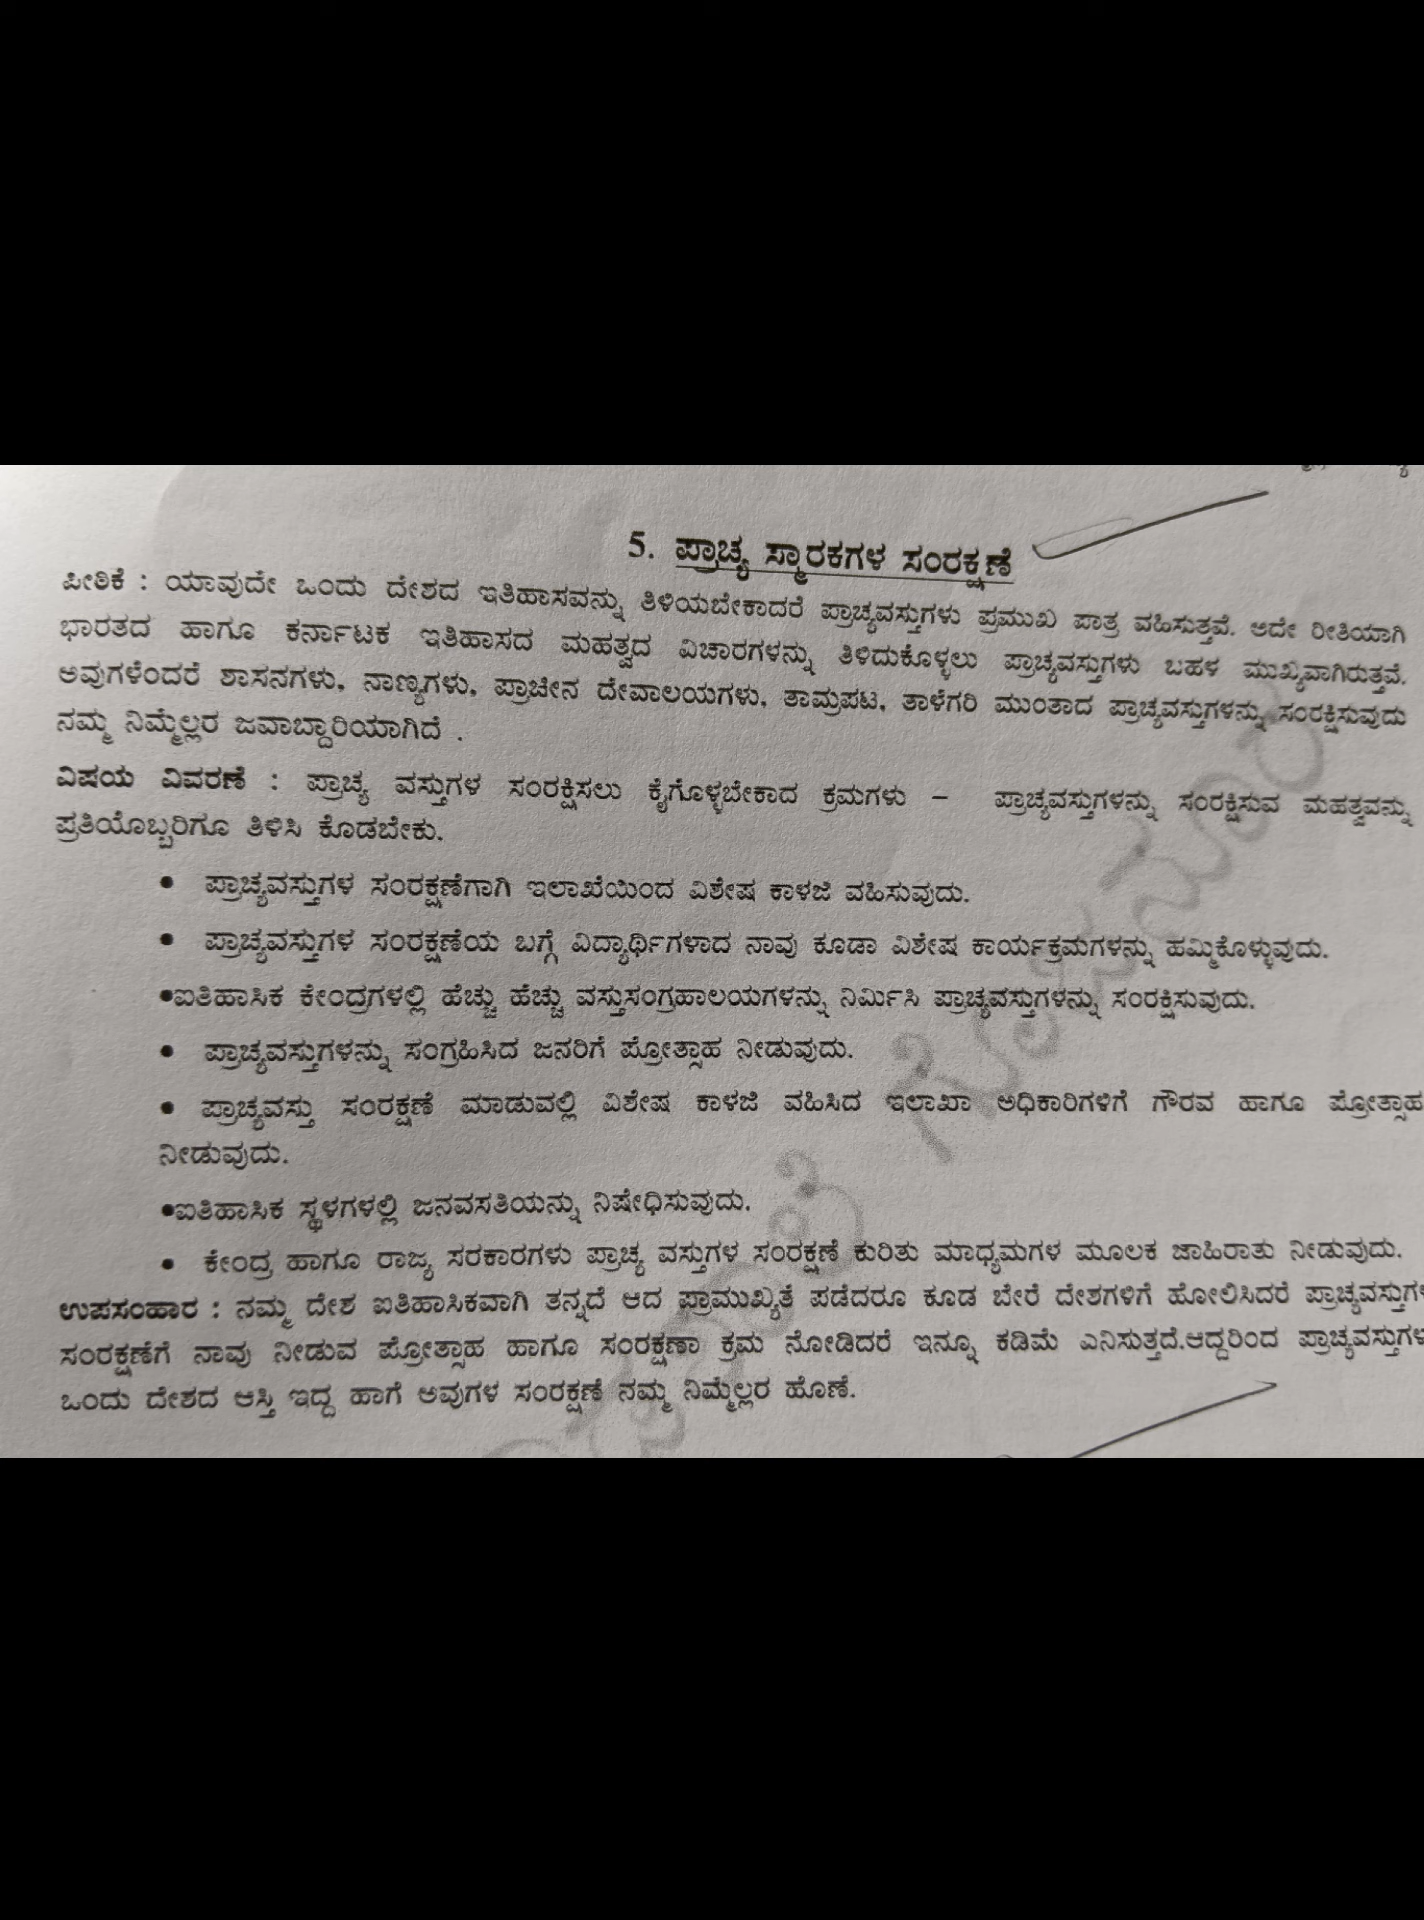 5. ಪ್ರಾಚ್ಯ ಸ್ಮಾರಕಗಳ ಸಂರಕ್ಷಣೆ
ಪೀಠಿಕೆ : ಯಾವುದೇ ಒಂದು ದೇಶದ ಇತಿಹಾಸವನ್ನು ತಿಳಿಯಬೇಕಾದರೆ ಪ್ರಾಚ್ಯವಸ್ತುಗಳು ಪ್ರಮುಖ ಪಾತ್ರ ವಹಿಸುತ್ತವೆ. ಅದೇ ರೀತಿಯಾಗಿ
ಭಾರತದ ಹಾಗೂ ಕರ್ನಾಟಕ ಇತಿಹಾಸದ ಮಹತ್ವದ ವಿಚಾರಗಳನ್ನು ತಿಳಿದುಕೊಳ್ಳಲು ಪ್ರಾಚ್ಯವಸ್ತುಗಳು ಬಹಳ ಮುಖ್ಯವಾಗಿರುತ್ತವೆ.
ಅವುಗಳೆಂದರೆ ಶಾಸನಗಳು, ನಾಣ್ಯಗಳು, ಪ್ರಾಚೀನ ದೇವಾಲಯಗಳು, ತಾಮ್ರಪಟ, ತಾಳೆಗರಿ ಮುಂತಾದ ಪ್ರಾಚ್ಯವಸ್ತುಗಳನ್ನು ಸಂರಕ್ಷಿಸುವುದು
ನಮ್ಮ ನಿಮ್ಮೆಲ್ಲರ ಜವಾಬ್ದಾರಿಯಾಗಿದೆ .
ವಿಷಯ ವಿವರಣೆ : ಪ್ರಾಚ್ಯ ವಸ್ತುಗಳ ಸಂರಕ್ಷಿಸಲು ಕೈಗೊಳ್ಳಬೇಕಾದ ಕ್ರಮಗಳು – ಪ್ರಾಚ್ಯವಸ್ತುಗಳನ್ನು ಸಂರಕ್ಷಿಸುವ ಮಹತ್ವವನ್ನು
ಪ್ರತಿಯೊಬ್ಬರಿಗೂ ತಿಳಿಸಿ ಕೊಡಬೇಕು.
• ಪ್ರಾಚ್ಯವಸ್ತುಗಳ ಸಂರಕ್ಷಣೆಗಾಗಿ ಇಲಾಖೆಯಿಂದ ವಿಶೇಷ ಕಾಳಜಿ ವಹಿಸುವುದು.
• ಪ್ರಾಚ್ಯವಸ್ತುಗಳ ಸಂರಕ್ಷಣೆಯ ಬಗ್ಗೆ ವಿದ್ಯಾರ್ಥಿಗಳಾದ ನಾವು ಕೂಡಾ ವಿಶೇಷ ಕಾರ್ಯಕ್ರಮಗಳನ್ನು ಹಮ್ಮಿಕೊಳ್ಳುವುದು.
•ಐತಿಹಾಸಿಕ ಕೇಂದ್ರಗಳಲ್ಲಿ ಹೆಚ್ಚು ಹೆಚ್ಚು ವಸ್ತುಸಂಗ್ರಹಾಲಯಗಳನ್ನು ನಿರ್ಮಿಸಿ ಪ್ರಾಚ್ಯವಸ್ತುಗಳನ್ನು ಸಂರಕ್ಷಿಸುವುದು.
• ಪ್ರಾಚ್ಯವಸ್ತುಗಳನ್ನು ಸಂಗ್ರಹಿಸಿದ ಜನರಿಗೆ ಪ್ರೋತ್ಸಾಹ ನೀಡುವುದು.
• ಪ್ರಾಚ್ಯವಸ್ತು ಸಂರಕ್ಷಣೆ ಮಾಡುವಲ್ಲಿ ವಿಶೇಷ ಕಾಳಜಿ ವಹಿಸಿದ ಇಲಾಖಾ ಅಧಿಕಾರಿಗಳಿಗೆ ಗೌರವ ಹಾಗೂ ಪ್ರೋತ್ಸಾಹ
ನೀಡುವುದು.
•ಐತಿಹಾಸಿಕ ಸ್ಥಳಗಳಲ್ಲಿ ಜನವಸತಿಯನ್ನು ನಿಷೇಧಿಸುವುದು.
• ಕೇಂದ್ರ ಹಾಗೂ ರಾಜ್ಯ ಸರಕಾರಗಳು ಪ್ರಾಚ್ಯ ವಸ್ತುಗಳ ಸಂರಕ್ಷಣೆ ಕುರಿತು ಮಾಧ್ಯಮಗಳ ಮೂಲಕ ಜಾಹಿರಾತು ನೀಡುವುದು.
ಉಪಸಂಹಾರ : ನಮ್ಮ ದೇಶ ಐತಿಹಾಸಿಕವಾಗಿ ತನ್ನದೆ ಆದ ಪ್ರಾಮುಖ್ಯತೆ ಪಡೆದರೂ ಕೂಡ ಬೇರೆ ದೇಶಗಳಿಗೆ ಹೋಲಿಸಿದರೆ ಪ್ರಾಚ್ಯವಸ್ತುಗಳ
ಸಂರಕ್ಷಣೆಗೆ ನಾವು ನೀಡುವ ಪ್ರೋತ್ಸಾಹ ಹಾಗೂ ಸಂರಕ್ಷಣಾ ಕ್ರಮ ನೋಡಿದರೆ ಇನ್ನೂ ಕಡಿಮೆ ಎನಿಸುತ್ತದೆ.ಆದ್ದರಿಂದ ಪ್ರಾಚ್ಯವಸ್ತುಗಳ
ಒಂದು ದೇಶದ ಆಸ್ತಿ ಇದ್ದ ಹಾಗೆ ಅವುಗಳ ಸಂರಕ್ಷಣೆ ನಮ್ಮ ನಿಮ್ಮೆಲ್ಲರ ಹೊಣೆ.